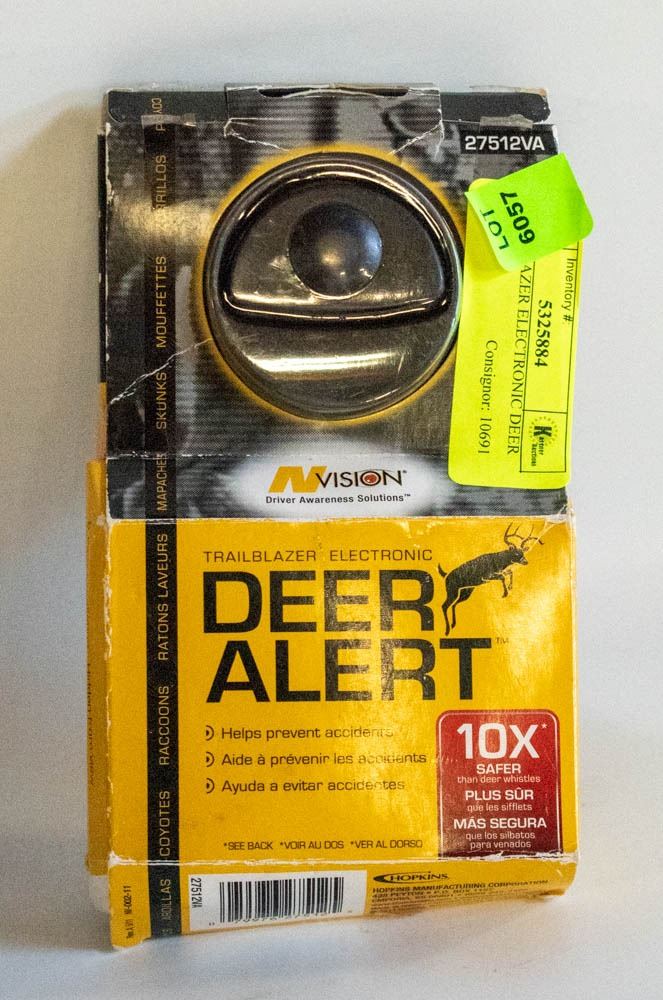 27512VA
LOT
6057
Inventory #:
5325884
AZER ELECTRONIC DEER
Consignor: 10691
Kartner
Auctions
NVISION®
Driver Awareness Solutions™
TRAILBLAZER ELECTRONIC
DEER
ALERT™
Helps prevent accidents
Aide à prévenir les accidents
Ayuda a evitar accidentes
10X*
SAFER
than deer whistles
PLUS SÛR
que les sifflets
MÁS SEGURA
que los silbatos
para venados
*SEE BACK *VOIR AU DOS *VER AL DORSO
ARDILLAS COYOTES RACCOONS RATONS LAVEURS MAPACHES SKUNKS MOUFFETTES ZORRILLOS
27512VA
HOPKINS
HOPKINS MANUFACTURING CORPORATION